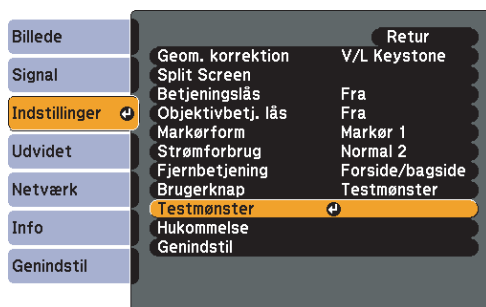 Billede
Signal
Indstillinger
Udvidet
Netværk
Info
Genindstil
Retur
Geom. korrektion V/L Keystone
Split Screen
Betjeningslås Fra
Objektivbetj. lås Fra
Markørform Markør 1
Strømforbrug Normal 2
Fjernbetjening Forside/bagside
Brugerknap Testmønster
Testmønster
Hukommelse
Genindstil